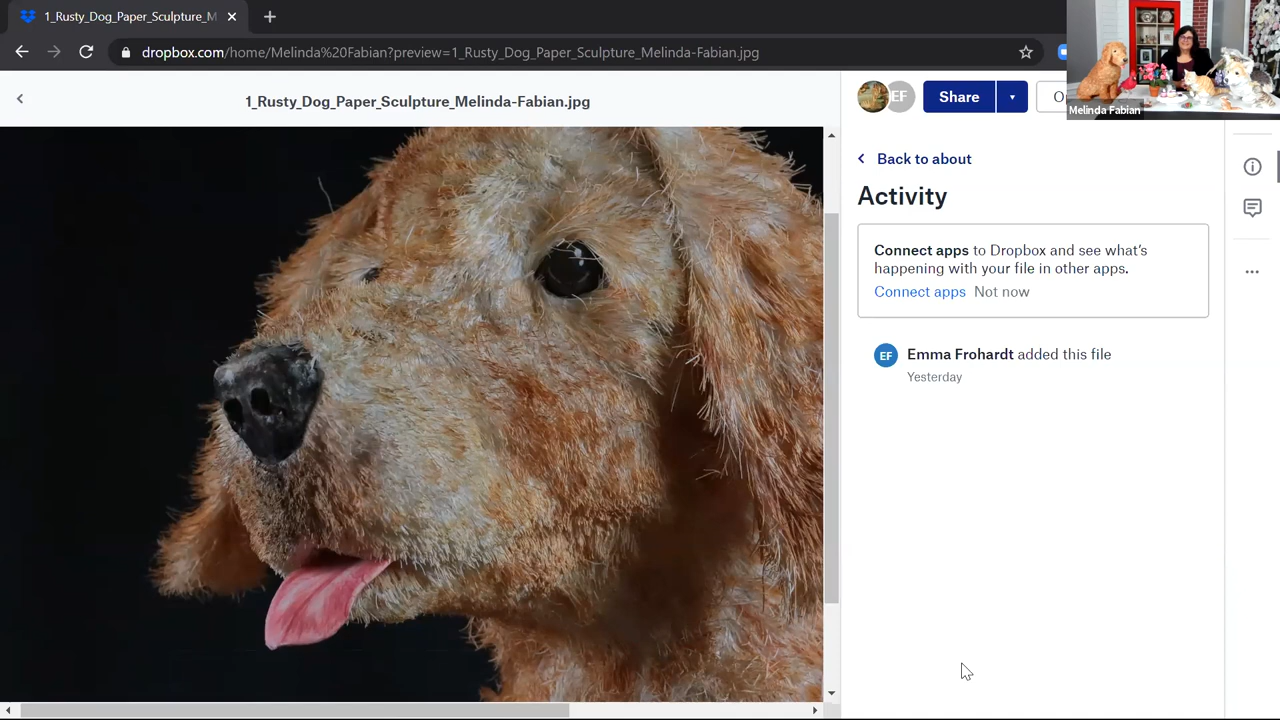 1_Rusty_Dog_Paper_Sculpture_M
dropbox.com/home/Melinda%20Fabian?preview=1_Rusty_Dog_Paper_Sculpture_Melinda-Fabian.jpg
1_Rusty_Dog_Paper_Sculpture_Melinda-Fabian.jpg
EF
Share
Melinda Fabian
Back to about
Activity
Connect apps to Dropbox and see what's
happening with your file in other apps.
Connect apps Not now
EF
Emma Frohardt added this file
Yesterday